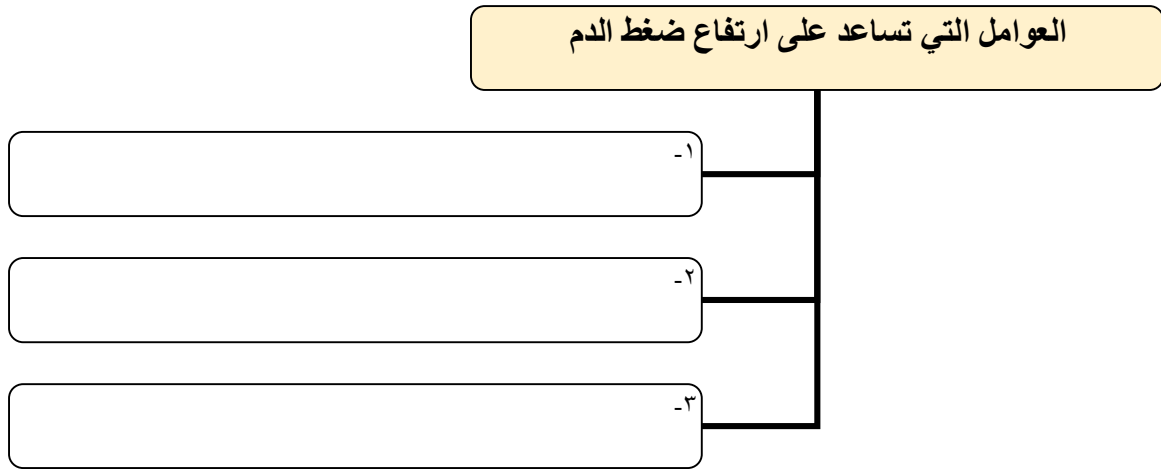 العوامل التي تساعد على ارتفاع ضغط الدم
١-
٢-
٣-